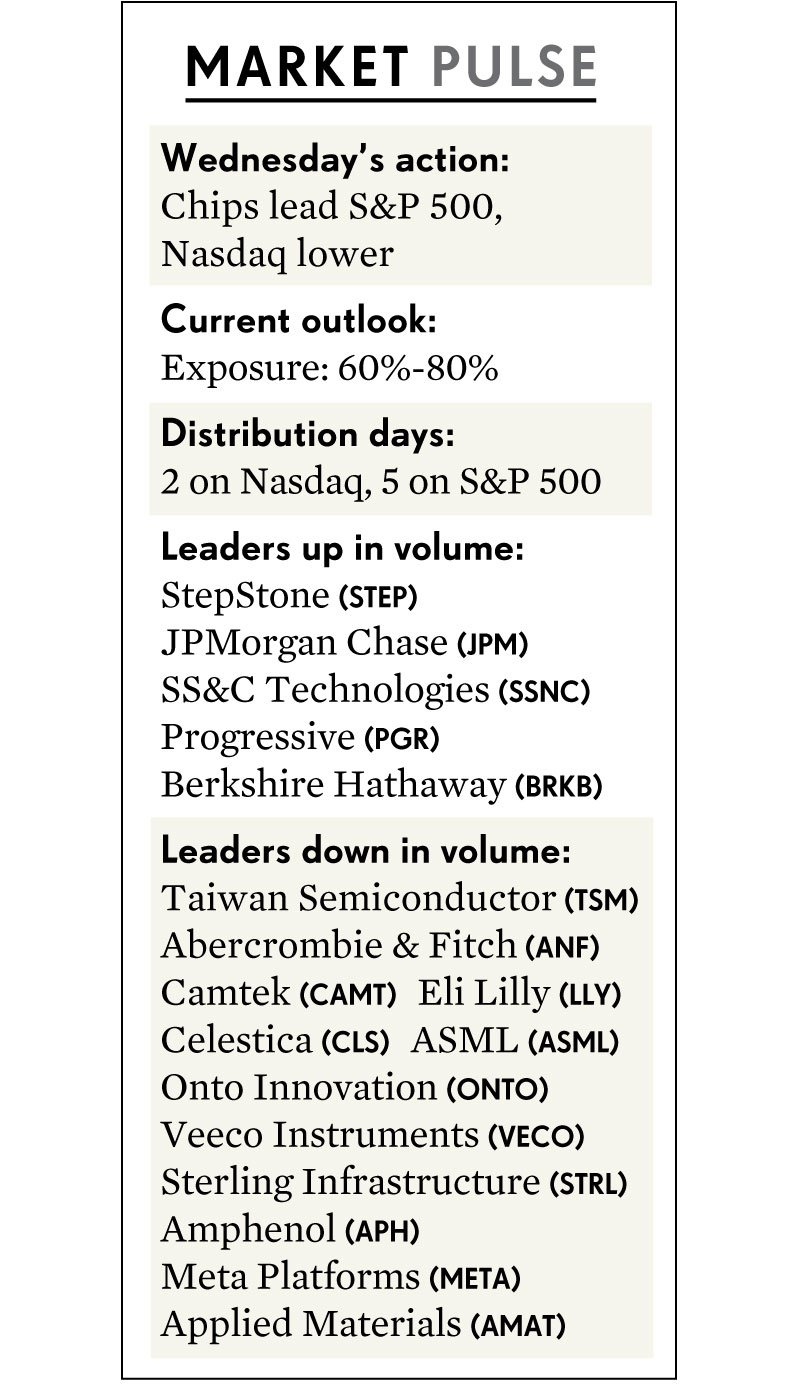 MARKET PULSE
Wednesday’s action:
Chips lead S&P 500,
Nasdaq lower
Current outlook:
Exposure: 60%-80%
Distribution days:
2 on Nasdaq, 5 on S&P 500
Leaders up in volume:
StepStone (STEP)
JPMorgan Chase (JPM)
SS&C Technologies (SSNC)
Progressive (PGR)
Berkshire Hathaway (BRKB)
Leaders down in volume:
Taiwan Semiconductor (TSM)
Abercrombie & Fitch (ANF)
Camtek (CAMT) Eli Lilly (LLY)
Celestica (CLS) ASML (ASML)
Onto Innovation (ONTO)
Veeco Instruments (VECO)
Sterling Infrastructure (STRL)
Amphenol (APH)
Meta Platforms (META)
Applied Materials (AMAT)